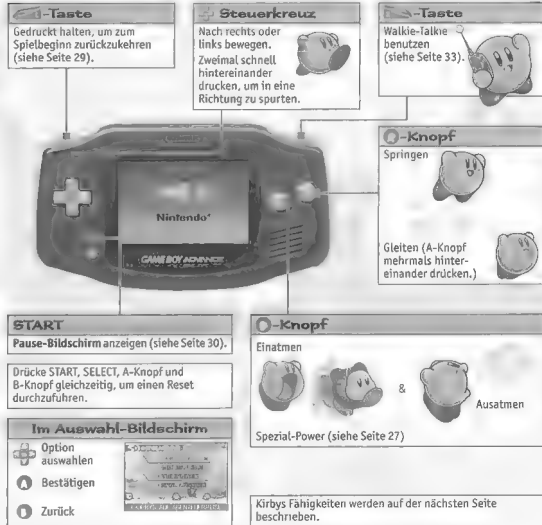 -Taste
Gedruckt halten, um zum
Spielbeginn zurückzukehren
(siehe Seite 29).
Steuerkreuz
Nach rechts oder
links bewegen.
Zweimal schnell
hintereinander
drucken, um in eine
Richtung zu spurten.
-Taste
Walkie-Talkie
benutzen
(siehe Seite 33).
-Knopf
Springen
Gleiten (A-Knopf
mehrmals hinter-
einander drücken.)
Nintendo
GAME BOY ADVANCE
START
Pause-Bildschirm anzeigen (siehe Seite 30).
Drücke START, SELECT, A-Knopf und
B-Knopf gleichzeitig, um einen Reset
durchzufuhren.
-Knopf
Einatmen
&
Ausatmen
Spezial-Power (siehe Seite 27)
Im Auswahl-Bildschirm
Option
auswählen
A Bestätigen
Zurück
Kirbys Fähigkeiten werden auf der nächsten Seite
beschrieben.